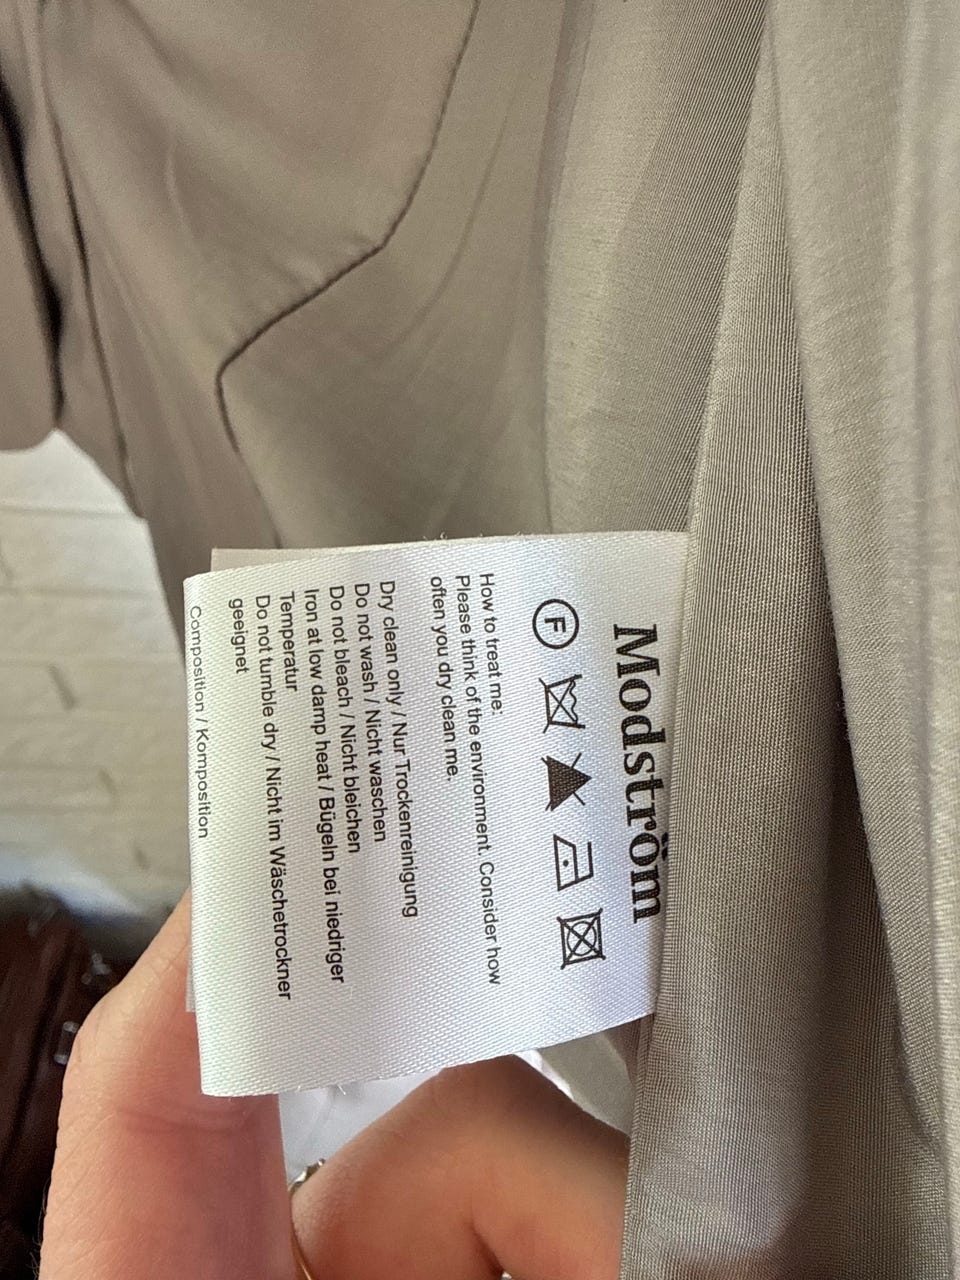 Modström
F
How to treat me:
Please think of the environment. Consider how
often you dry clean me.
Dry clean only / Nur Trockenreinigung
Do not wash / Nicht waschen
Do not bleach / Nicht bleichen
Iron at low damp heat / Bügeln bei niedriger
Temperatur
Do not tumble dry / Nicht im Wäschetrockner
geeignet
Composition / Komposition